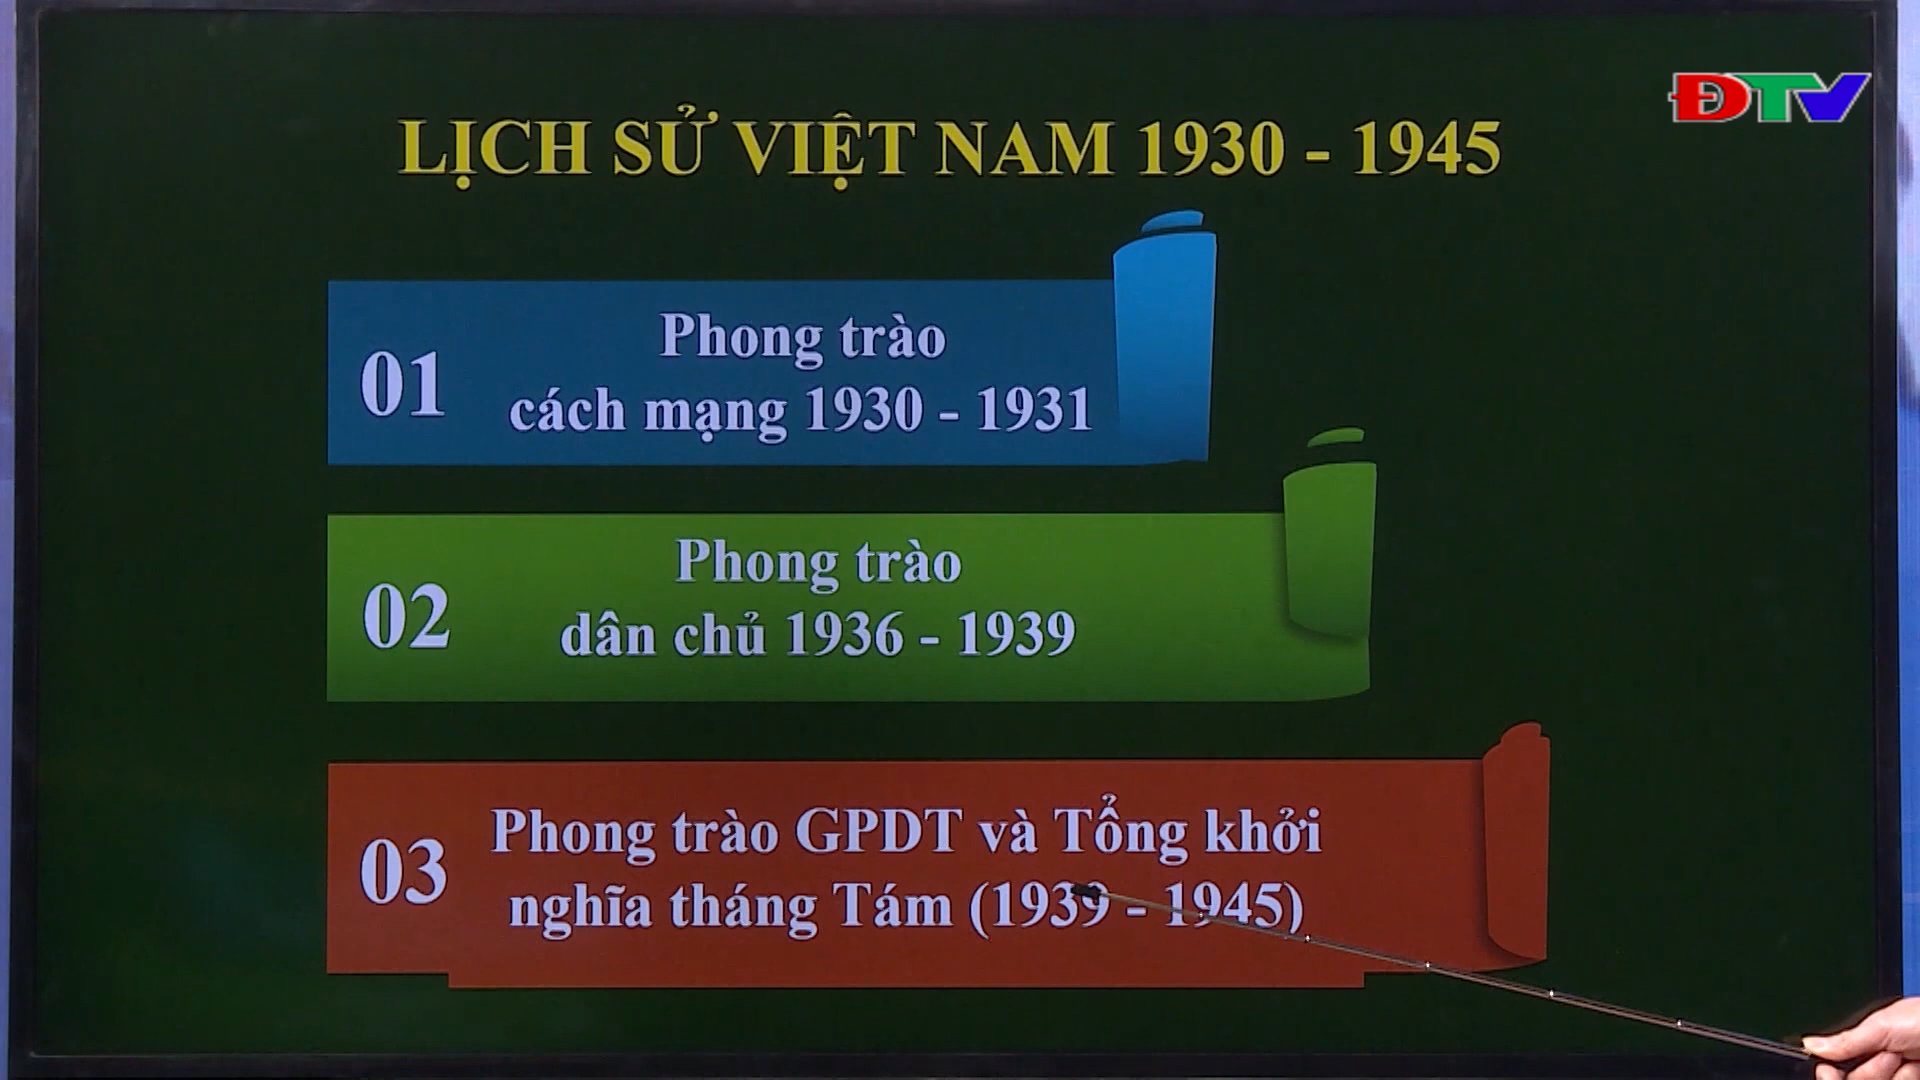 ĐTV
LỊCH SỬ VIỆT NAM 1930 - 1945
01
Phong trào
cách mạng 1930 - 1931
02
Phong trào
dân chủ 1936 - 1939
03
Phong trào GPDT và Tổng khởi
nghĩa tháng Tám (1939 - 1945)